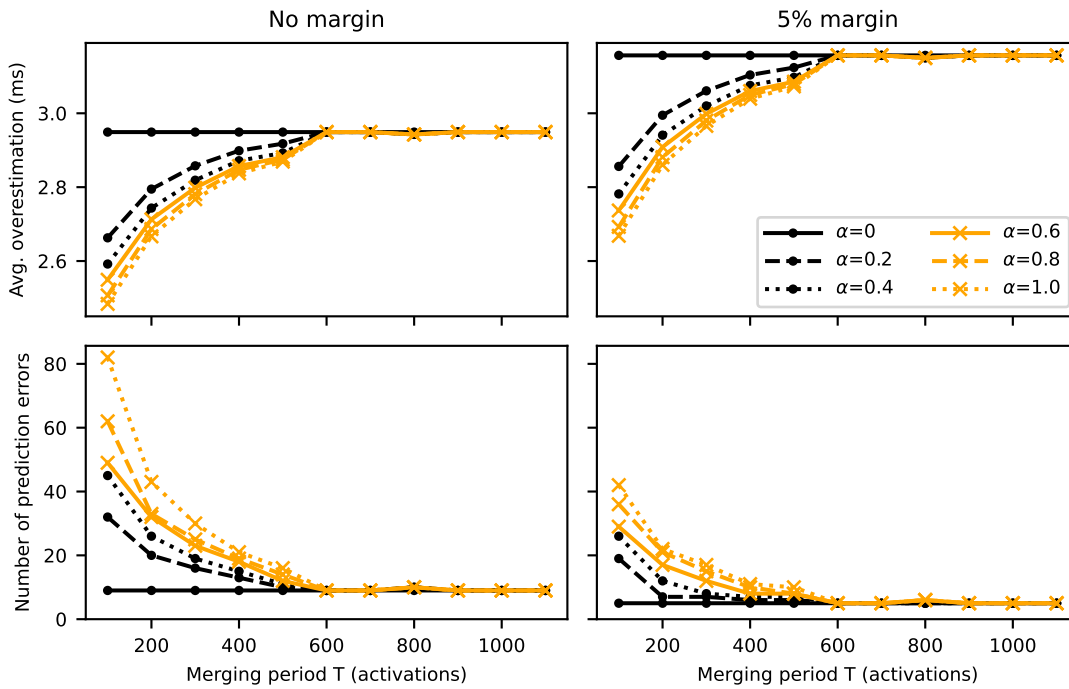 No margin
5% margin
Avg. overestimation (ms)
3.0
2.8
2.6
α=0
α=0.2
α=0.4
α=0.6
α=0.8
α=1.0
Number of prediction errors
80
60
40
20
0
200 400 600 800 1000
Merging period T (activations)
200 400 600 800 1000
Merging period T (activations)